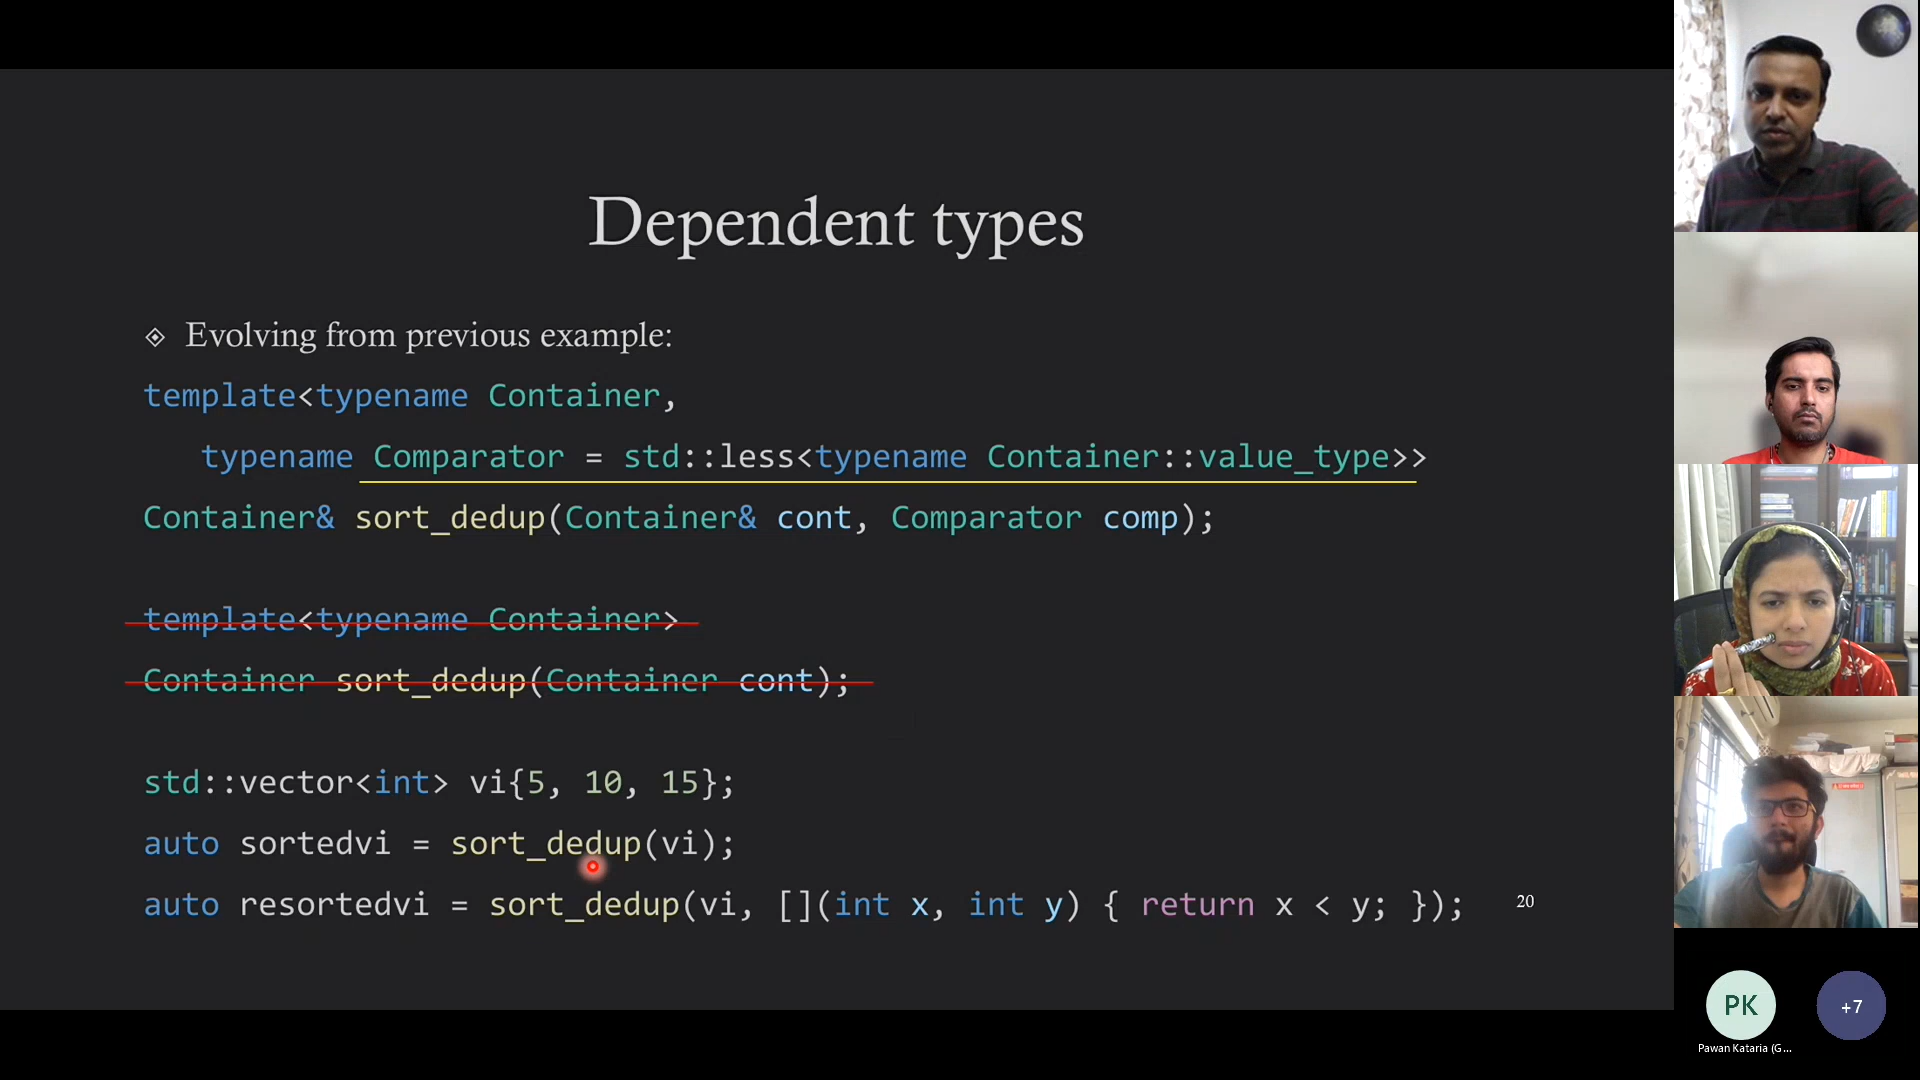 Dependent types
Evolving from previous example:
template<typename Container,
typename Comparator = std::less<typename Container::value_type>>
Container& sort_dedup(Container& cont, Comparator comp);
template<typename Container>
Container sort_dedup(Container cont);
std::vector<int> vi{5, 10, 15};
auto sortedvi = sort_dedup(vi);
auto resortedvi = sort_dedup(vi, [](int x, int y) { return x < y; });
20
PK
+7
Pawan Kataria (G...